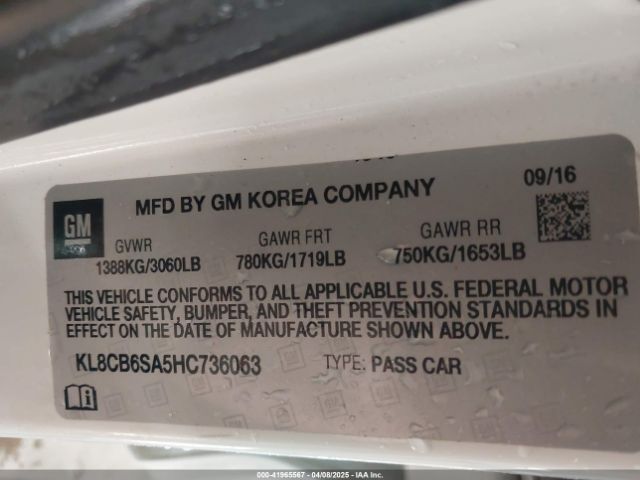 MFD BY GM KOREA COMPANY
09/16
GM
GVWR
1388KG/3060LB
GAWR FRT
780KG/1719LB
GAWR RR
750KG/1653LB
THIS VEHICLE CONFORMS TO ALL APPLICABLE U.S. FEDERAL MOTOR
VEHICLE SAFETY, BUMPER, AND THEFT PREVENTION STANDARDS IN
EFFECT ON THE DATE OF MANUFACTURE SHOWN ABOVE.
KL8CB6SA5HC736063 TYPE: PASS CAR
000-41965567 - 04/08/2025 - IAA Inc.